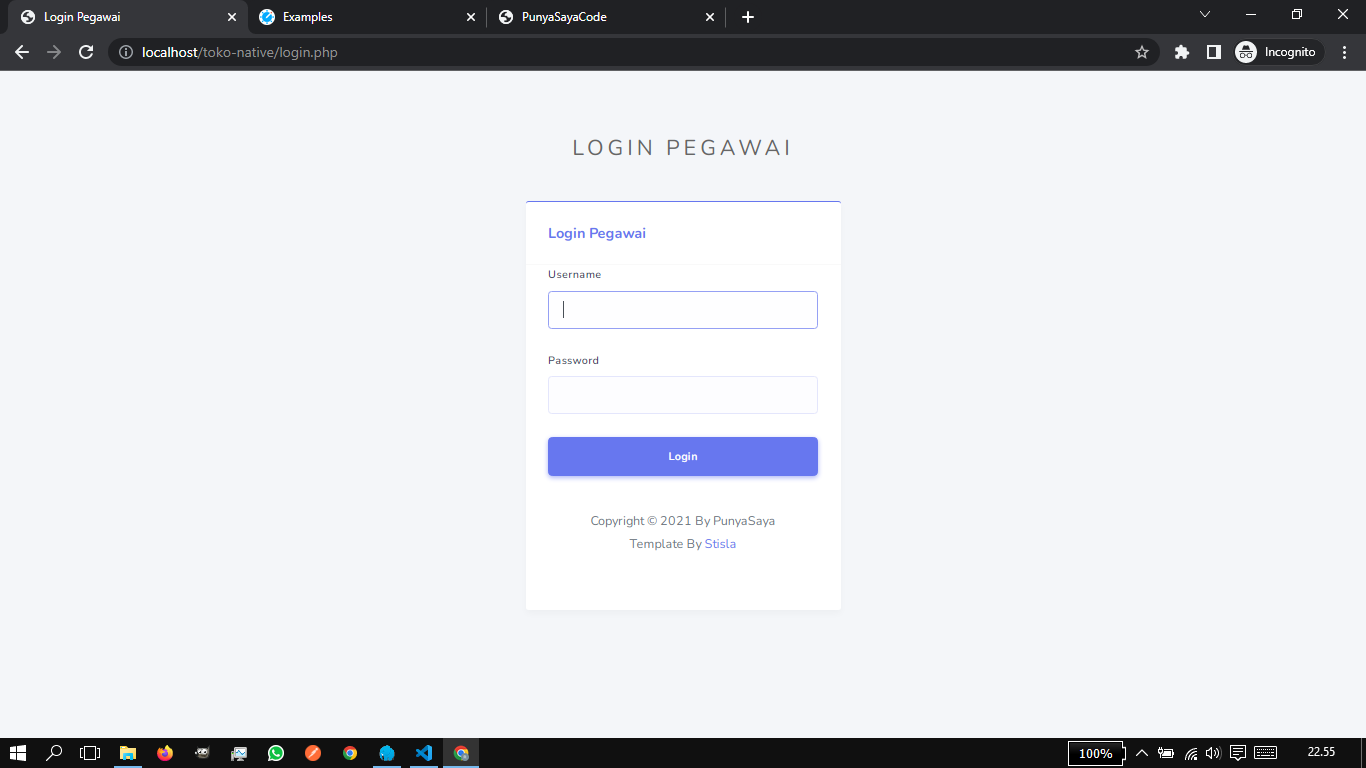 Login Pegawai
Examples
PunyaSayaCode
localhost/toko-native/login.php
Incognito
LOGIN PEGAWAI
Login Pegawai
Username
Password
Login
Copyright © 2021 By PunyaSaya
Template By Stisla
100%
22.55